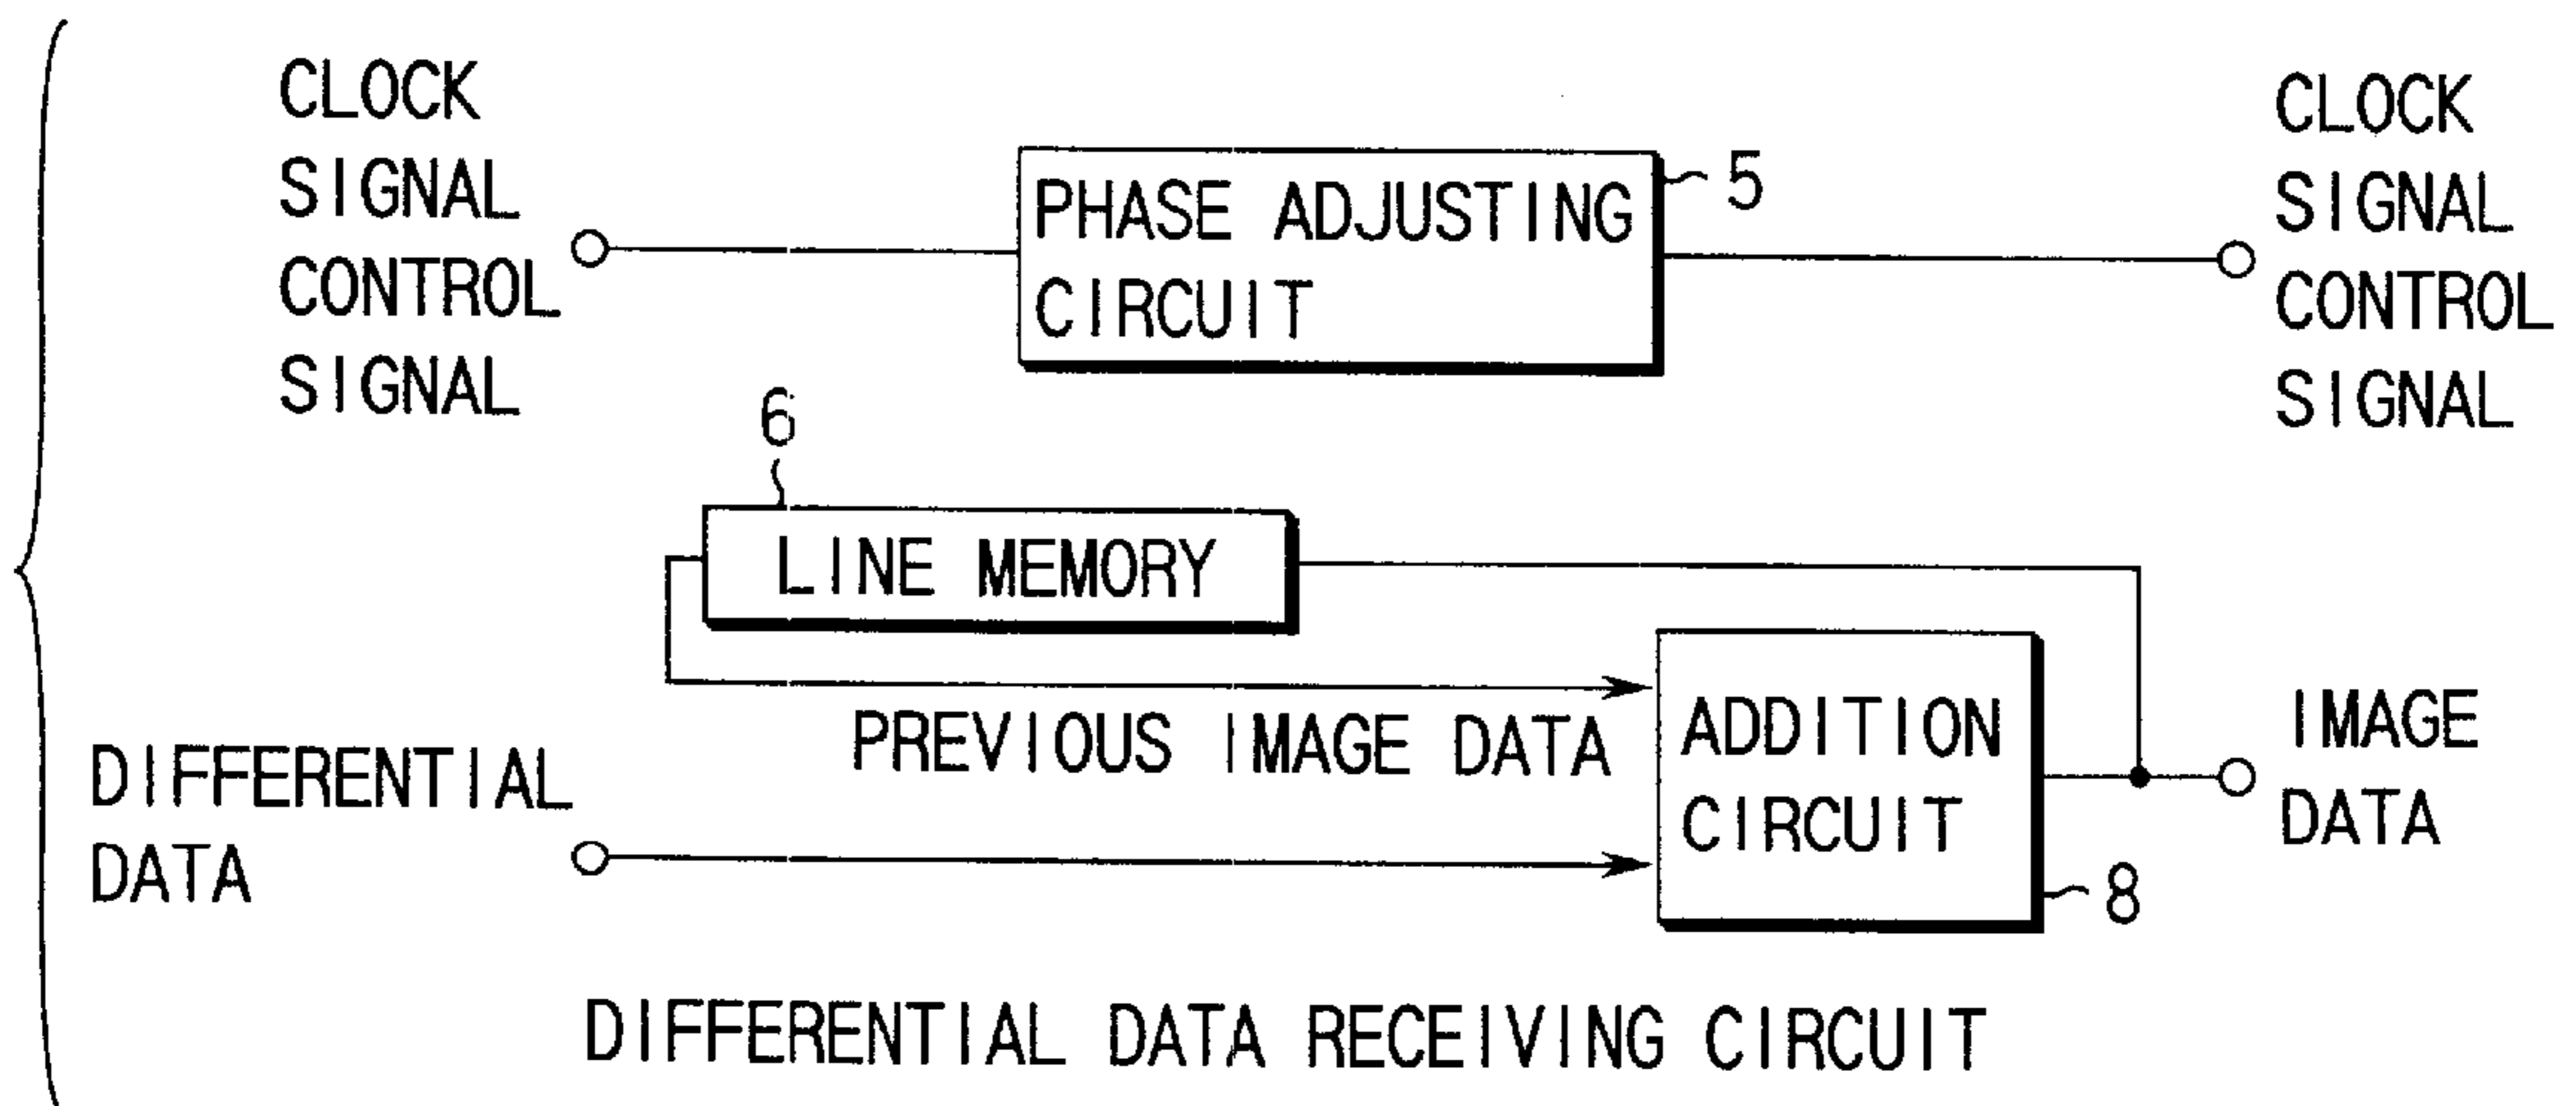 CLOCK
SIGNAL
CONTROL
SIGNAL
PHASE ADJUSTING
CIRCUIT
5
CLOCK
SIGNAL
CONTROL
SIGNAL
6
LINE MEMORY
PREVIOUS IMAGE DATA
DIFFERENTIAL
DATA
ADDITION
CIRCUIT
8
IMAGE
DATA
DIFFERENTIAL DATA RECEIVING CIRCUIT